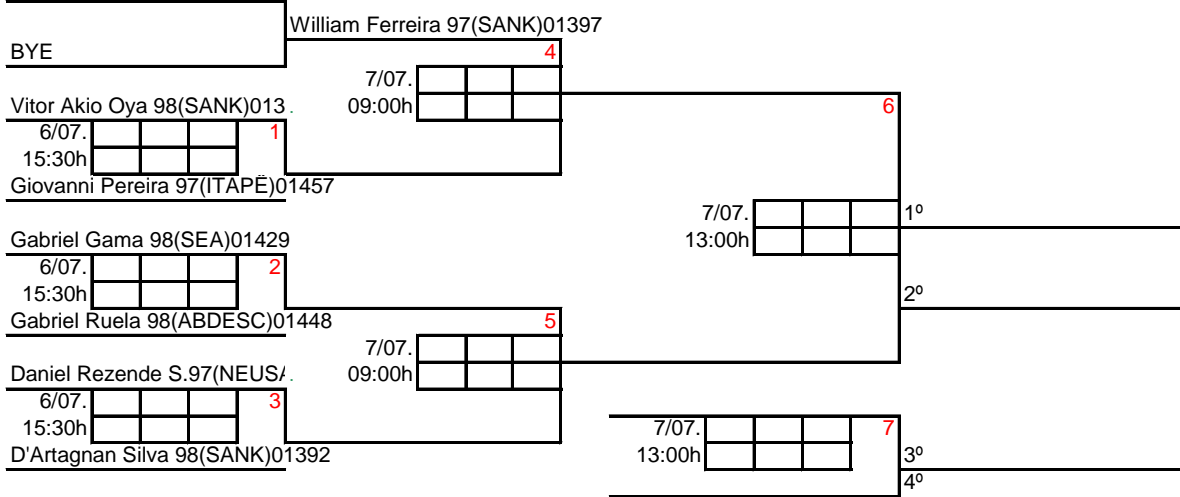 William Ferreira 97(SANK)01397
BYE
4
7/07.
09:00h
Vitor Akio Oya 98(SANK)013
6
6/07.
1
15:30h
Giovanni Pereira 97(ITAPË)01457
7/07.
13:00h
1º
Gabriel Gama 98(SEA)01429
6/07.
2
15:30h
2º
Gabriel Ruela 98(ABDESC)01448
5
7/07.
09:00h
Daniel Rezende S.97(NEUSA
6/07.
3
15:30h
7/07.
7
13:00h
D'Artagnan Silva 98(SANK)01392
3º
4º